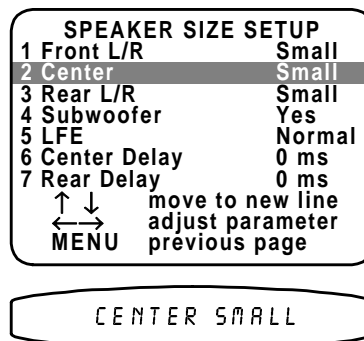 SPEAKER SIZE SETUP
1 Front L/R Small
2 Center Small
3 Rear L/R Small
4 Subwoofer Yes
5 LFE Normal
6 Center Delay 0 ms
7 Rear Delay 0 ms
↑ ↓ move to new line
←→ adjust parameter
MENU previous page
CENTER SMALL